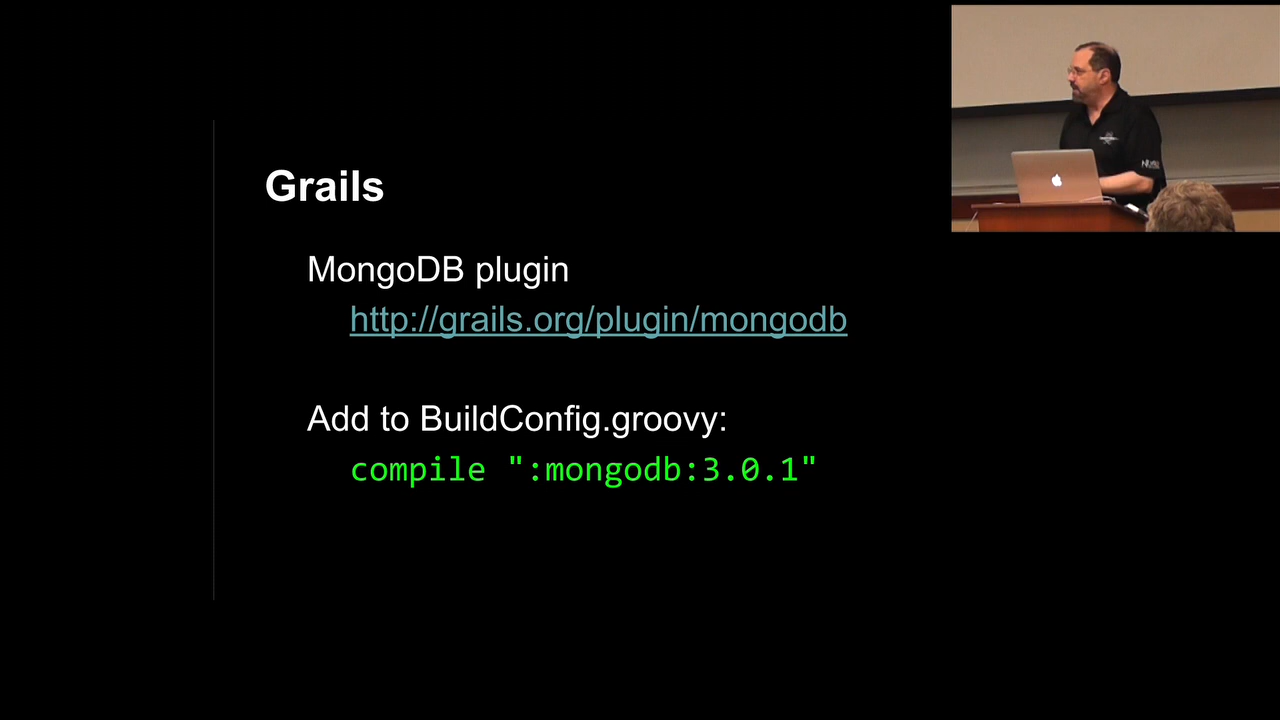 Grails
MongoDB plugin
http://grails.org/plugin/mongodb
Add to BuildConfig.groovy:
compile ":mongodb:3.0.1"